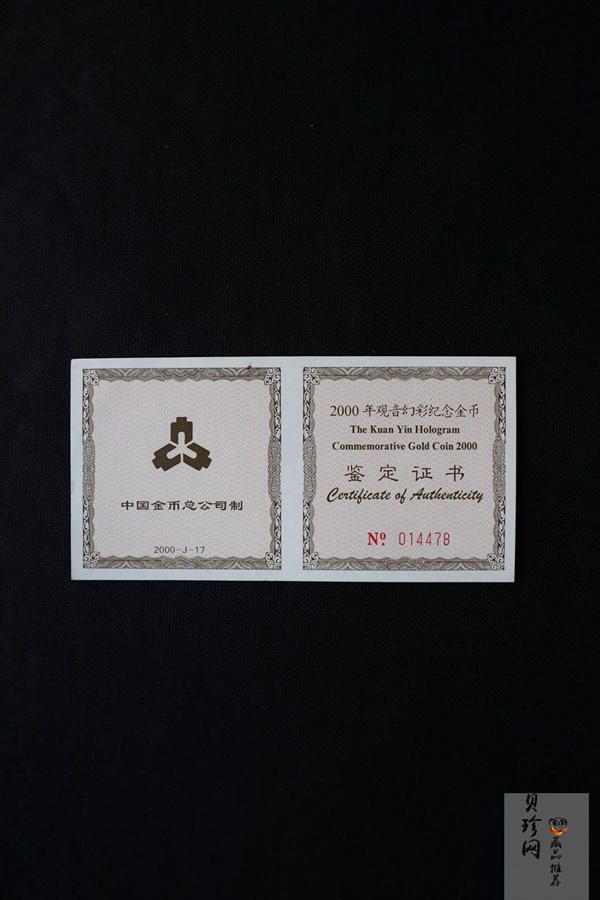 中国金币总公司制
2000-J-17
2000年观音幻彩纪念金币
The Kuan Yin Hologram
Commemorative Gold Coin 2000
鉴定证书
Certificate of Authenticity
Nº 014478
贝珍网
藏品推荐